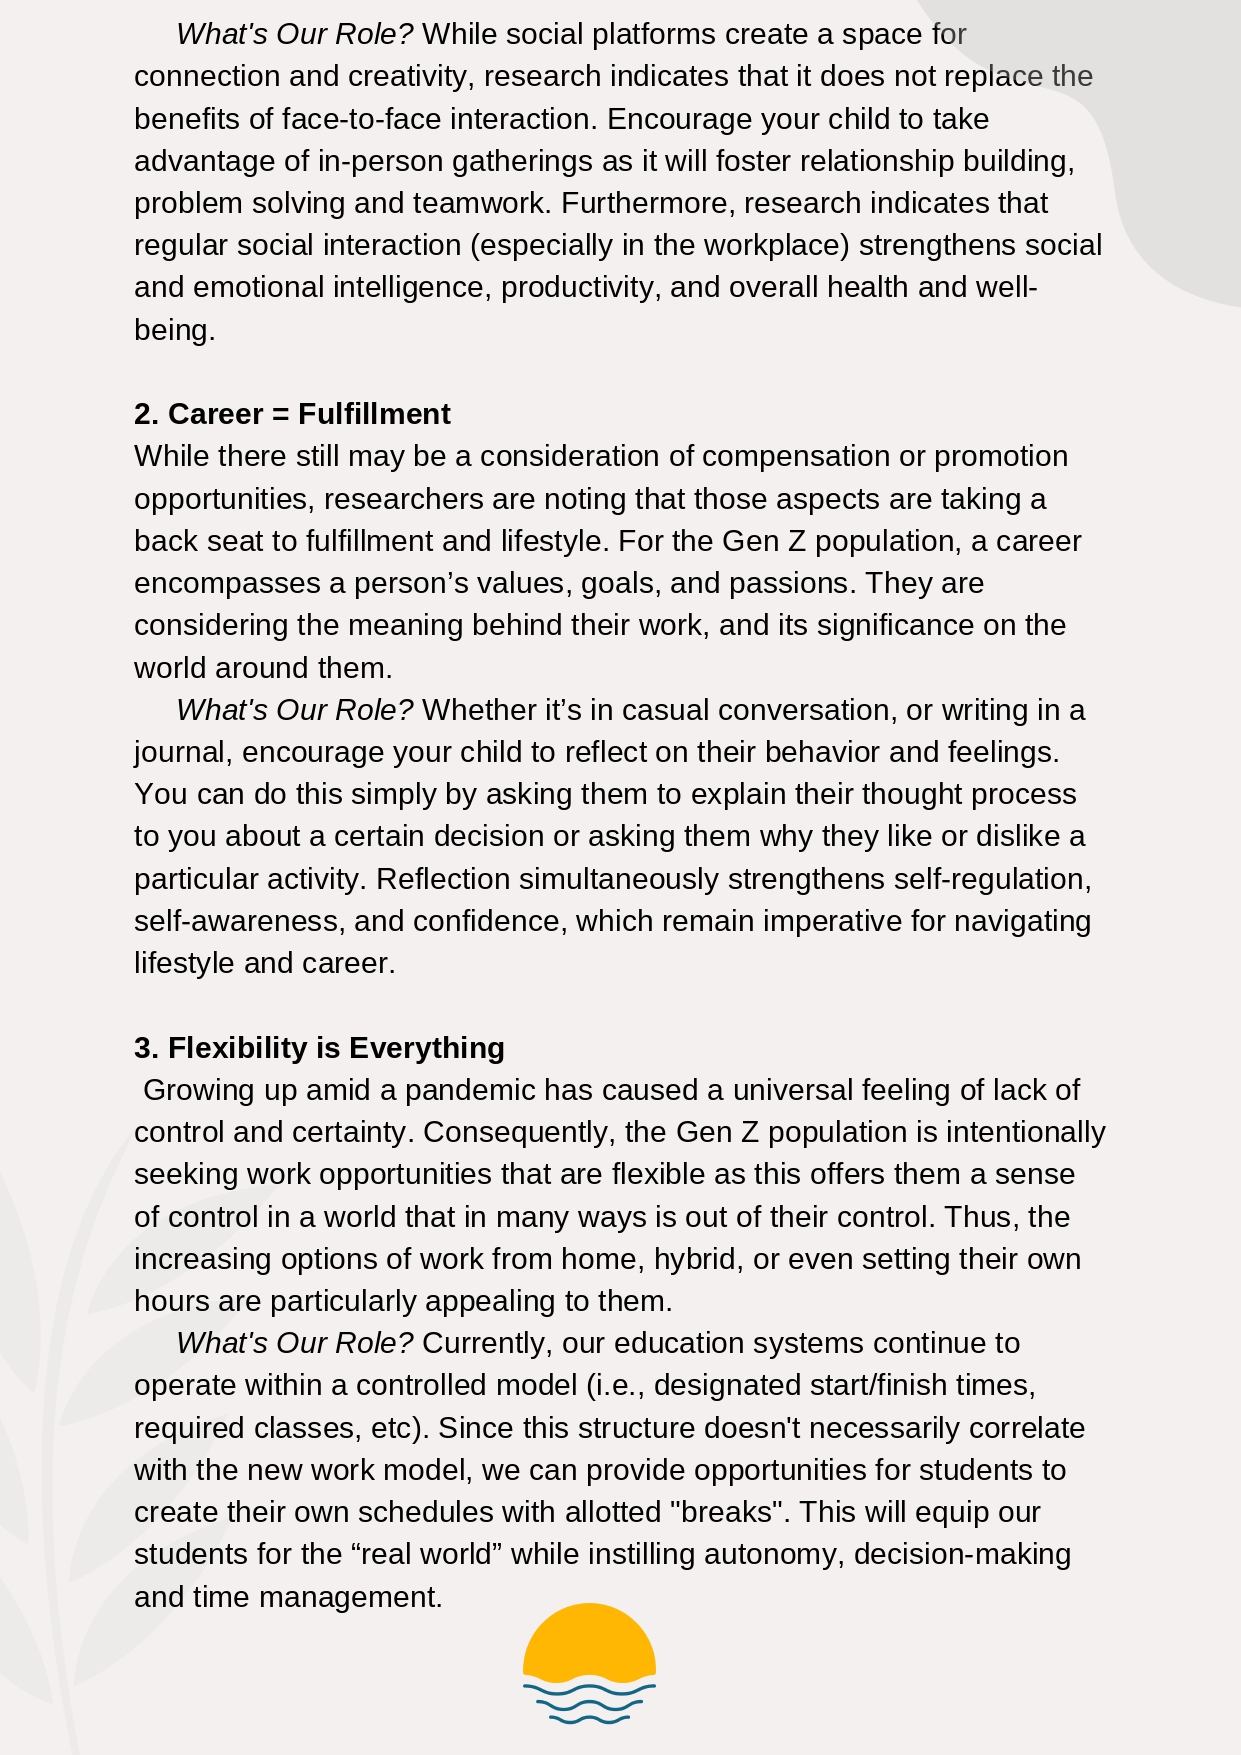 What's Our Role? While social platforms create a space for
connection and creativity, research indicates that it does not replace the
benefits of face-to-face interaction. Encourage your child to take
advantage of in-person gatherings as it will foster relationship building,
problem solving and teamwork. Furthermore, research indicates that
regular social interaction (especially in the workplace) strengthens social
and emotional intelligence, productivity, and overall health and well-
being.
2. Career = Fulfillment
While there still may be a consideration of compensation or promotion
opportunities, researchers are noting that those aspects are taking a
back seat to fulfillment and lifestyle. For the Gen Z population, a career
encompasses a person’s values, goals, and passions. They are
considering the meaning behind their work, and its significance on the
world around them.
What's Our Role? Whether it’s in casual conversation, or writing in a
journal, encourage your child to reflect on their behavior and feelings.
You can do this simply by asking them to explain their thought process
to you about a certain decision or asking them why they like or dislike a
particular activity. Reflection simultaneously strengthens self-regulation,
self-awareness, and confidence, which remain imperative for navigating
lifestyle and career.
3. Flexibility is Everything
Growing up amid a pandemic has caused a universal feeling of lack of
control and certainty. Consequently, the Gen Z population is intentionally
seeking work opportunities that are flexible as this offers them a sense
of control in a world that in many ways is out of their control. Thus, the
increasing options of work from home, hybrid, or even setting their own
hours are particularly appealing to them.
What's Our Role? Currently, our education systems continue to
operate within a controlled model (i.e., designated start/finish times,
required classes, etc). Since this structure doesn't necessarily correlate
with the new work model, we can provide opportunities for students to
create their own schedules with allotted "breaks". This will equip our
students for the “real world” while instilling autonomy, decision-making
and time management.